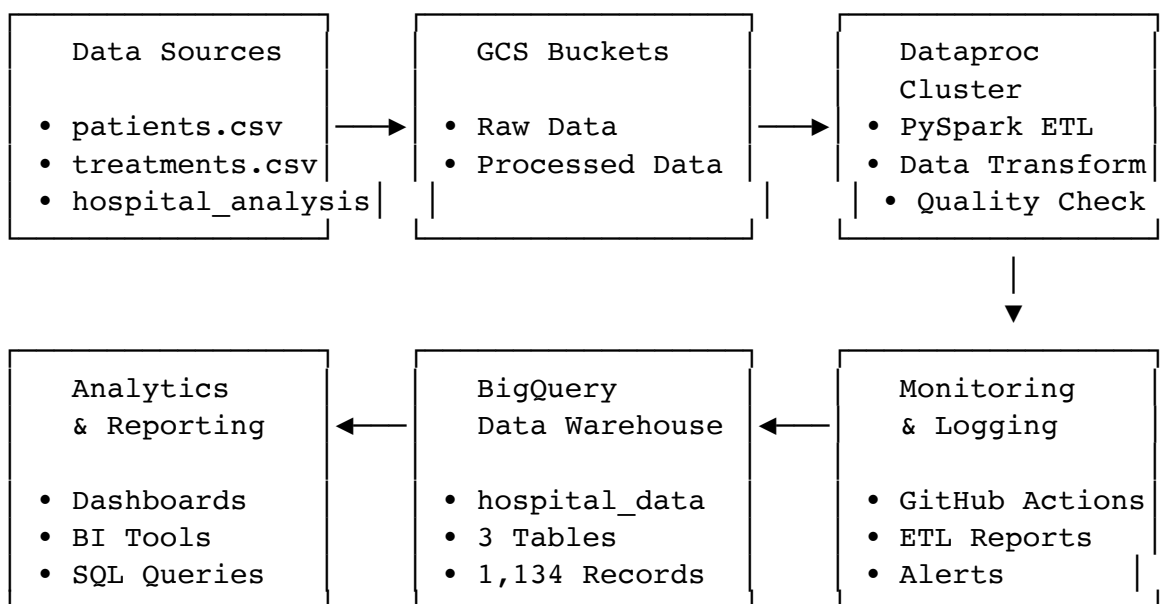 Data Sources
• patients.csv
• treatments.csv
• hospital_analysis
GCS Buckets
• Raw Data
• Processed Data
Dataproc
Cluster
• PySpark ETL
• Data Transform
• Quality Check
Analytics
& Reporting
• Dashboards
• BI Tools
• SQL Queries
BigQuery
Data Warehouse
• hospital_data
• 3 Tables
• 1,134 Records
Monitoring
& Logging
• GitHub Actions
• ETL Reports
• Alerts